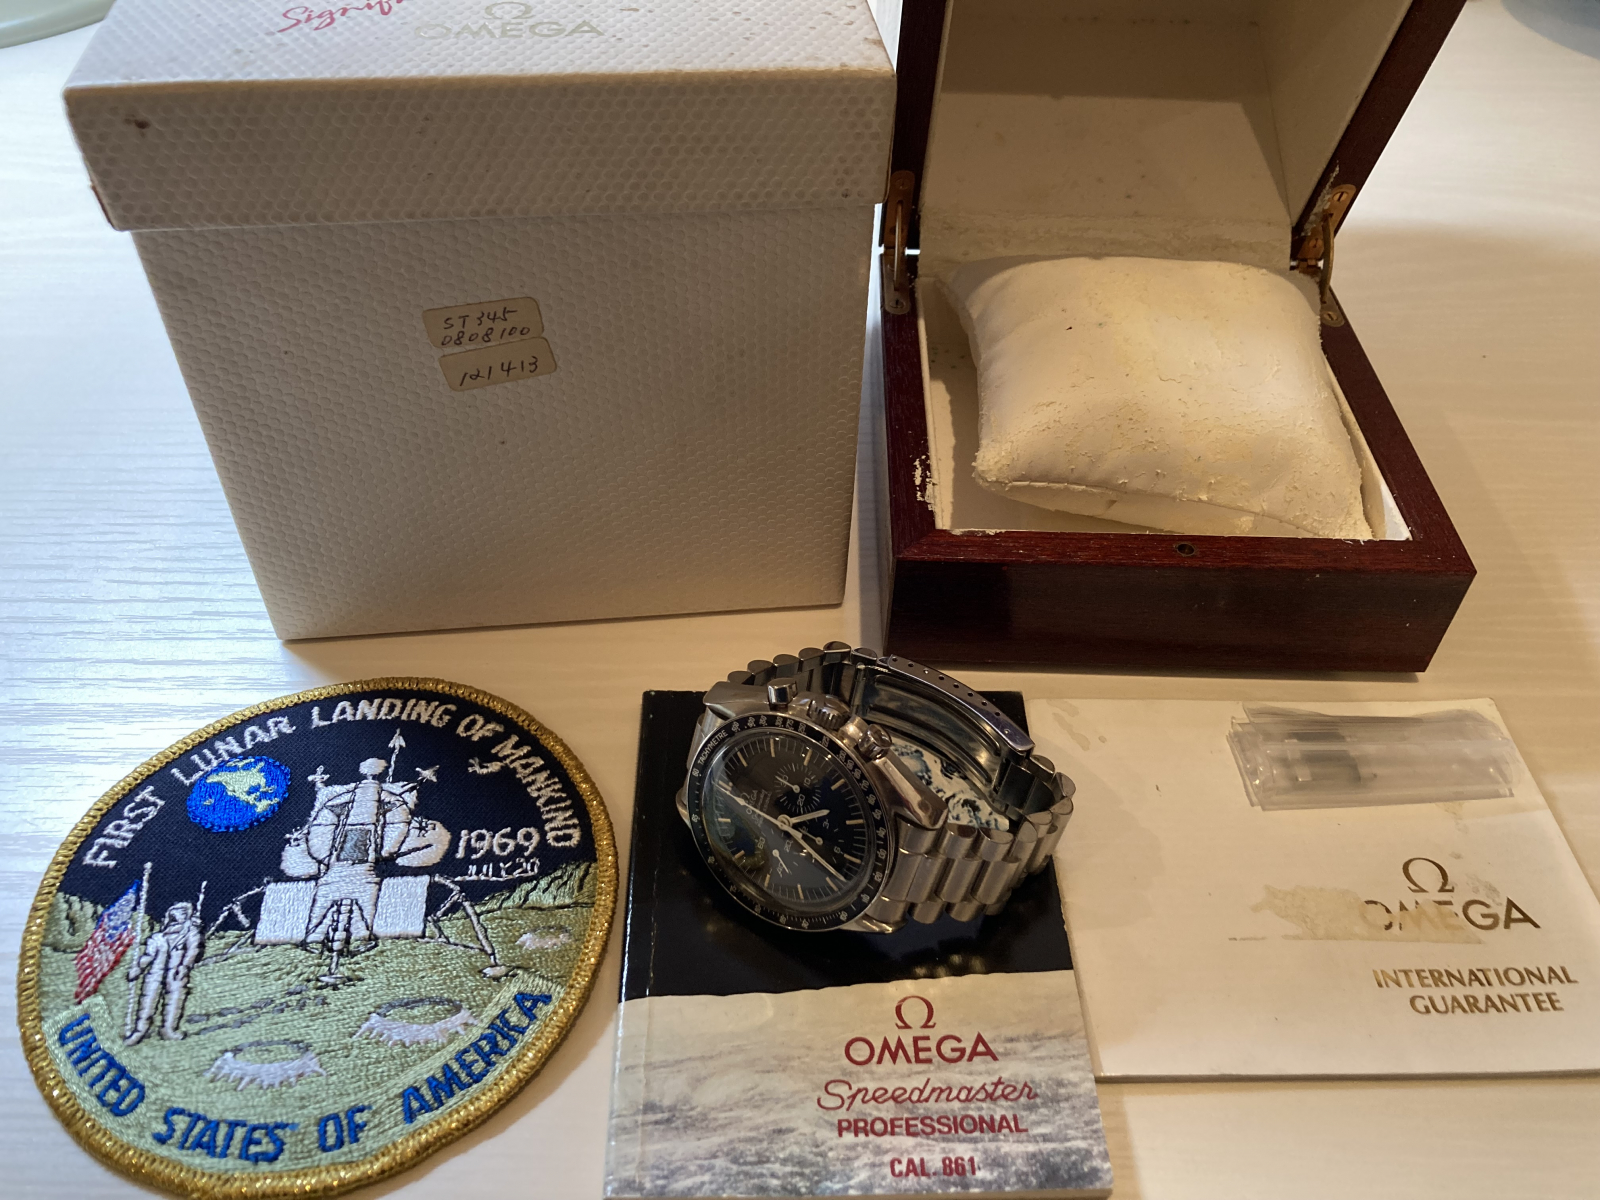 Ω
OMEGA
ST 345
0808100
121413
FIRST LUNAR LANDING OF MANKIND
1969
JULY 20
UNITED STATES OF AMERICA
TACHYMETRE
OMEGA
Ω
OMEGA
Speedmaster
PROFESSIONAL
CAL. 861
Ω
OMEGA
INTERNATIONAL
GUARANTEE